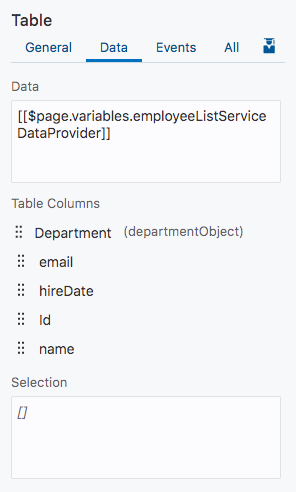 Table
General Data Events All
Data
[[$page.variables.employeeListService
DataProvider]]
Table Columns
Department (departmentObject)
email
hireDate
Id
name
Selection
[]